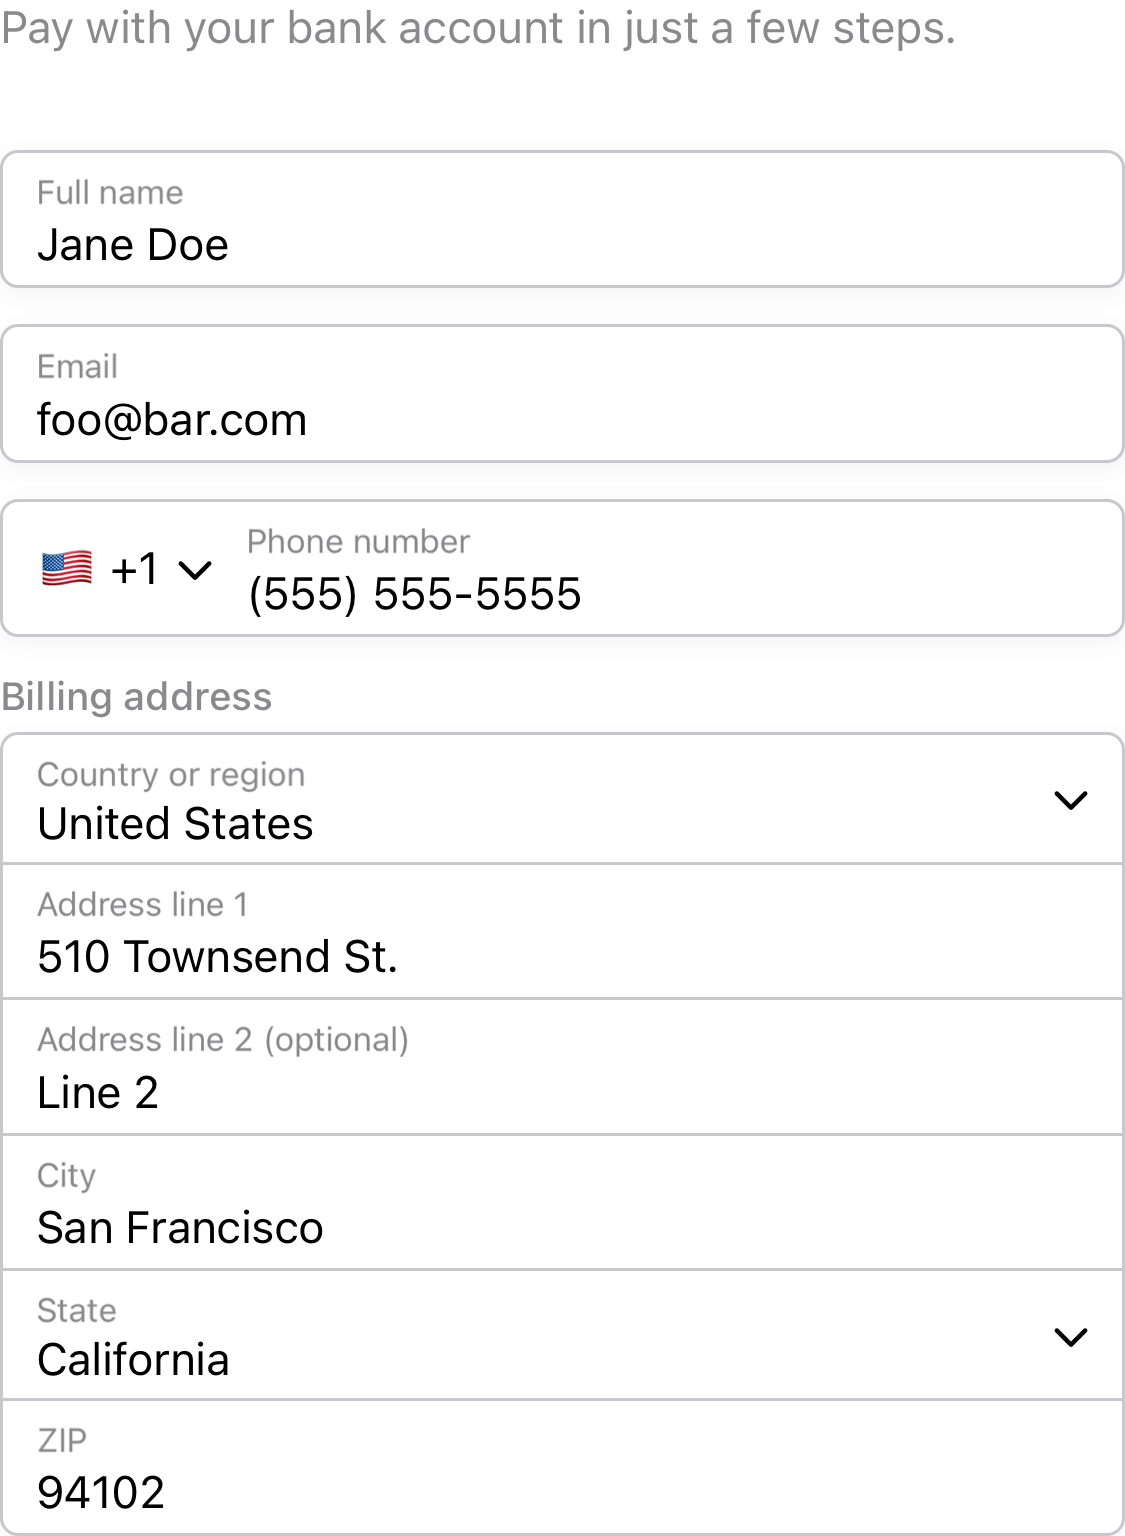 Pay with your bank account in just a few steps.
Full name
Jane Doe
Email
foo@bar.com
+1
Phone number
(555) 555-5555
Billing address
Country or region
United States
Address line 1
510 Townsend St.
Address line 2 (optional)
Line 2
City
San Francisco
State
California
ZIP
94102